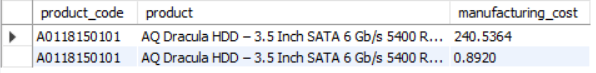 product_code product manufacturing_cost
A0118150101 AQ Dracula HDD – 3.5 Inch SATA 6 Gb/s 5400 R... 240.5364
A0118150101 AQ Dracula HDD – 3.5 Inch SATA 6 Gb/s 5400 R... 0.8920